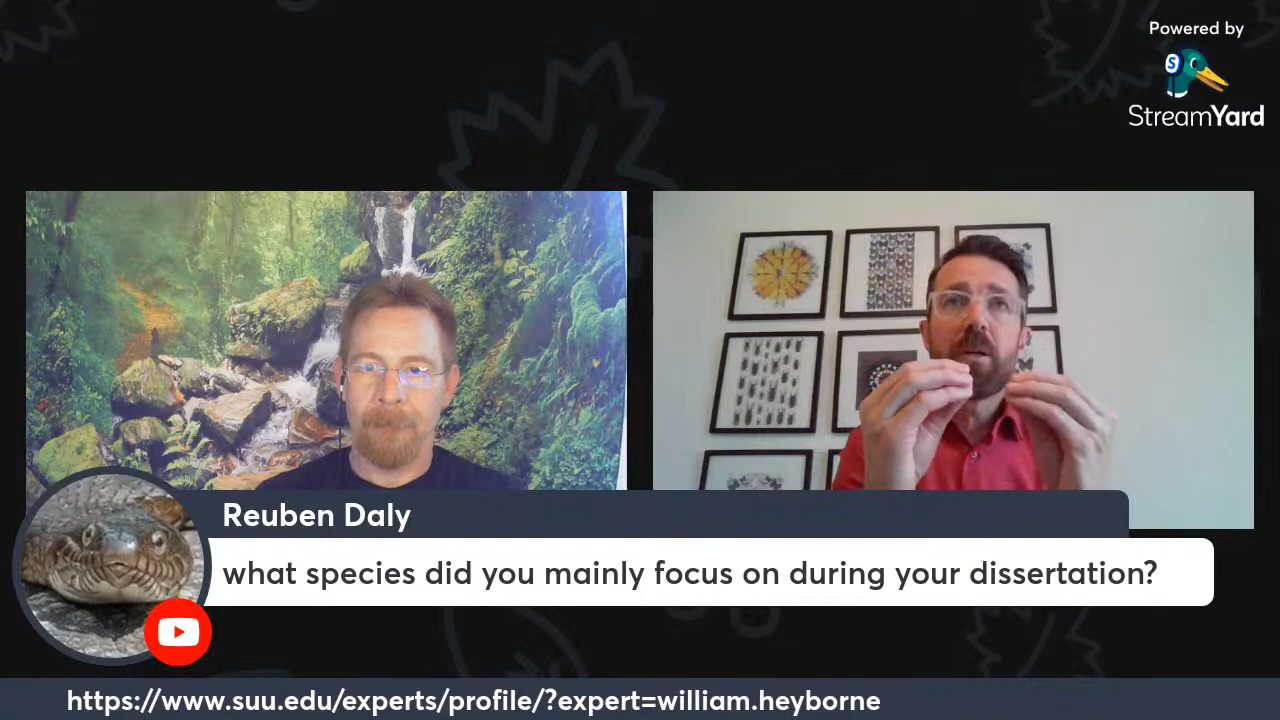 Powered by
S
StreamYard
Reuben Daly
what species did you mainly focus on during your dissertation?
https://www.suu.edu/experts/profile/?expert=william.heyborne